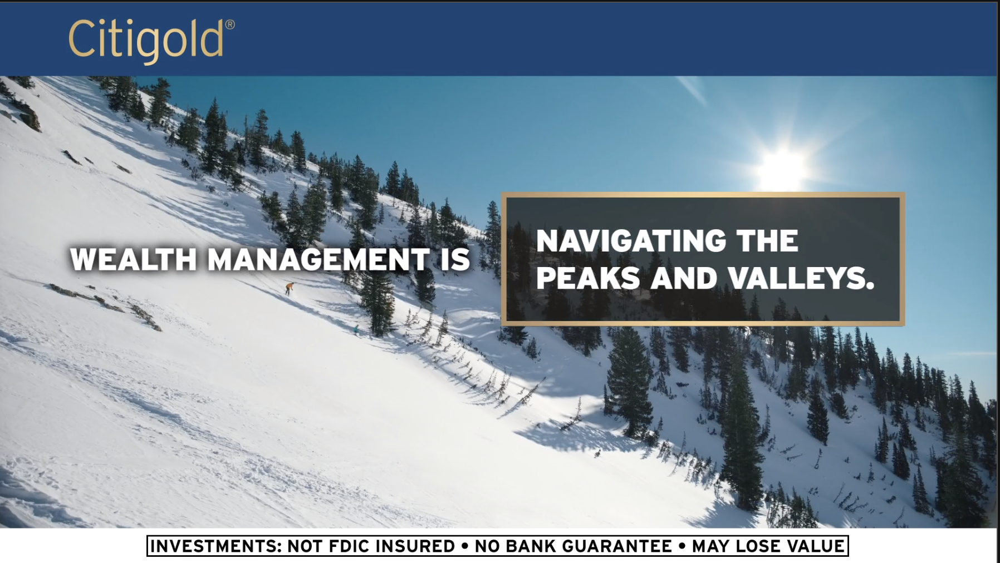 Citigold®
WEALTH MANAGEMENT IS
NAVIGATING THE
PEAKS AND VALLEYS.
INVESTMENTS: NOT FDIC INSURED • NO BANK GUARANTEE • MAY LOSE VALUE